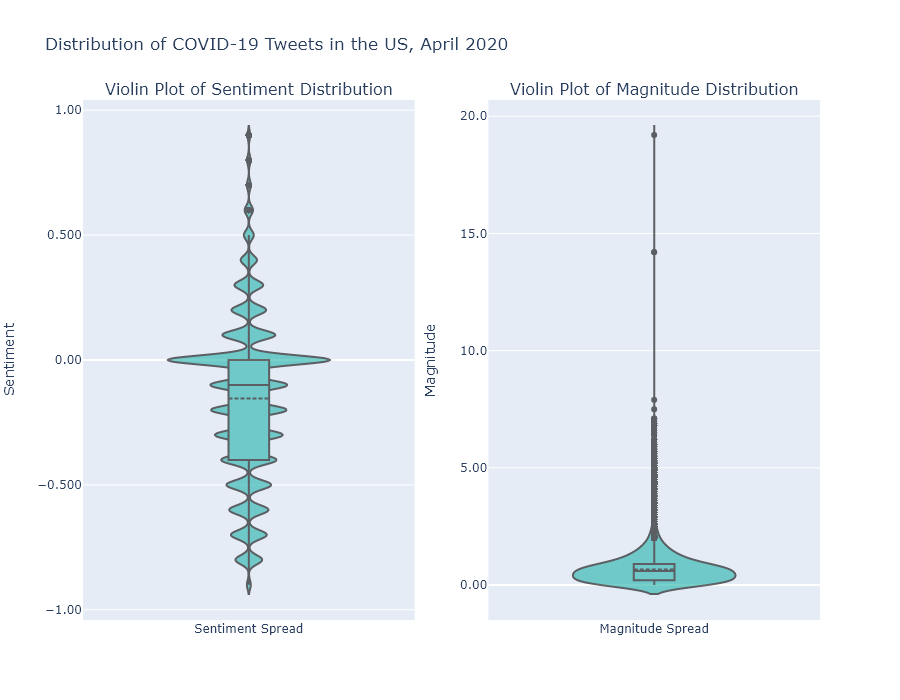 Distribution of COVID-19 Tweets in the US, April 2020
Violin Plot of Sentiment Distribution
1.00
0.500
0.00
−0.500
−1.00
Sentiment
Sentiment Spread
Violin Plot of Magnitude Distribution
20.0
15.0
10.0
5.00
0.00
Magnitude
Magnitude Spread